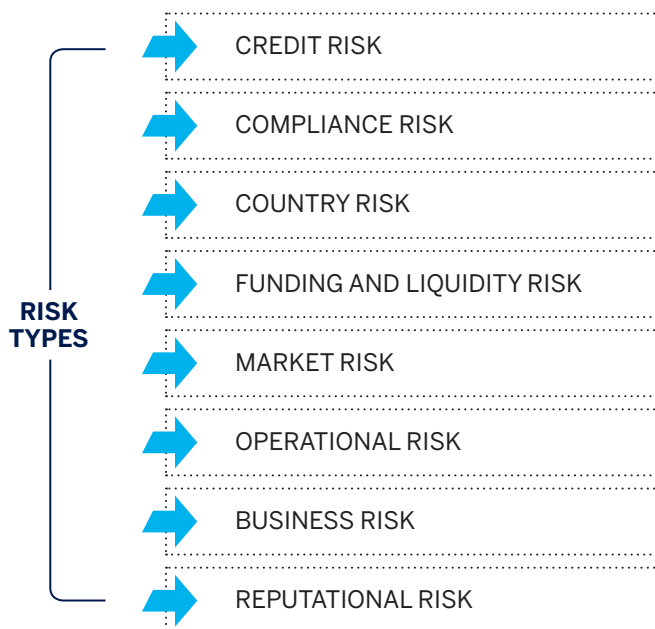 CREDIT RISK
COMPLIANCE RISK
COUNTRY RISK
FUNDING AND LIQUIDITY RISK
RISK
TYPES
MARKET RISK
OPERATIONAL RISK
BUSINESS RISK
REPUTATIONAL RISK